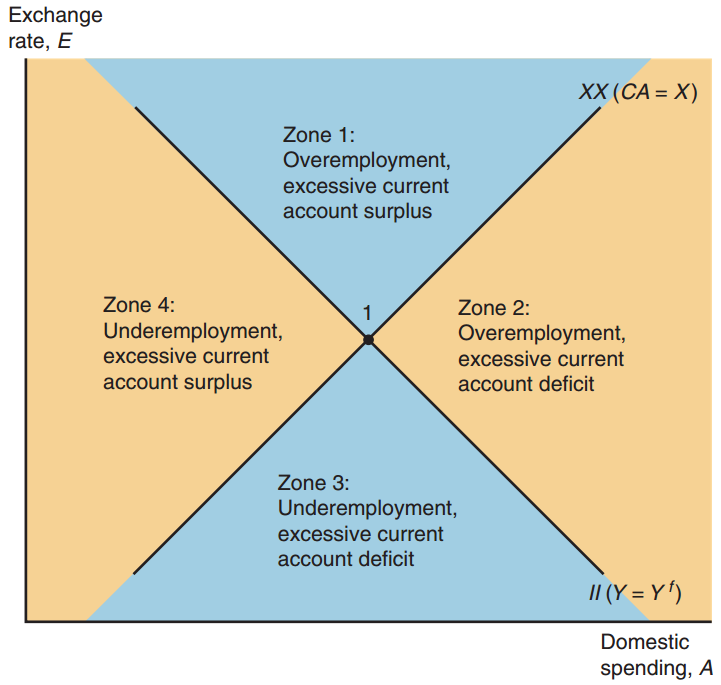 Exchange
rate, E
XX (CA = X)
Zone 1:
Overemployment,
excessive current
account surplus
1
Zone 4:
Underemployment,
excessive current
account surplus
Zone 2:
Overemployment,
excessive current
account deficit
Zone 3:
Underemployment,
excessive current
account deficit
II (Y = Y^f)
Domestic
spending, A